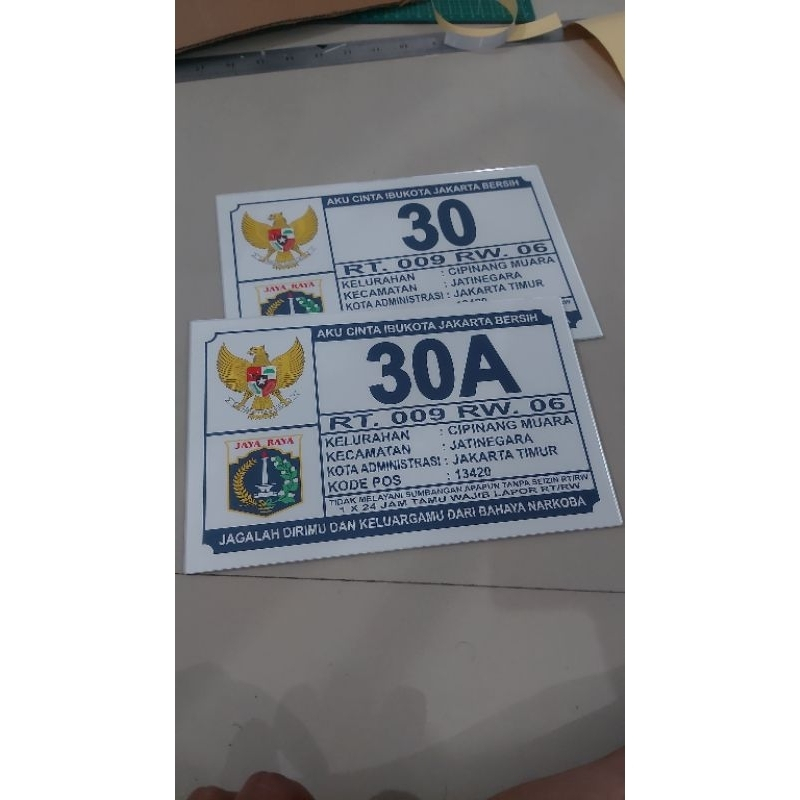 AKU CINTA IBUKOTA JAKARTA BERSIH
30
RT. 009 RW. 06
KELURAHAN : CIPINANG MUARA
KECAMATAN : JATINEGARA
KOTA ADMINISTRASI : JAKARTA TIMUR
JAYA RAYA
AKU CINTA IBUKOTA JAKARTA BERSIH
30A
RT. 009 RW. 06
KELURAHAN : CIPINANG MUARA
KECAMATAN : JATINEGARA
KOTA ADMINISTRASI : JAKARTA TIMUR
KODE POS : 13420
JAYA RAYA
TIDAK MELAYANI SUMBANGAN APAPUN TANPA SEIZIN RT/RW
1 X 24 JAM TAMU WAJIB LAPOR RT/RW
JAGALAH DIRIMU DAN KELUARGAMU DARI BAHAYA NARKOBA